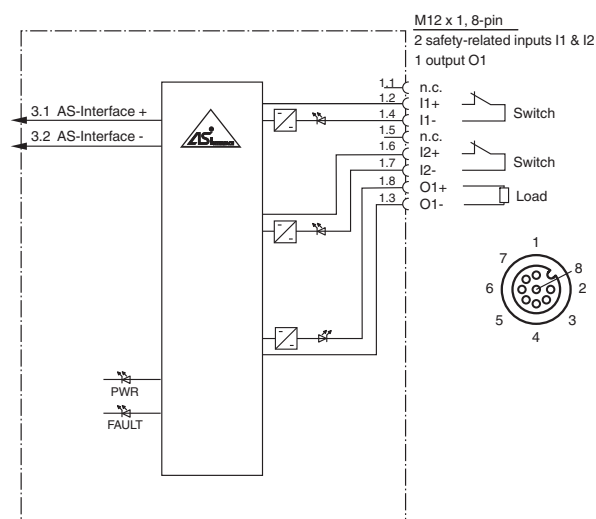 M12 x 1, 8-pin
2 safety-related inputs I1 & I2
1 output O1
1.1 n.c.
1.2 I1+
1.4 I1-
Switch
1.5 n.c.
1.6 I2+
1.7 I2-
Switch
1.8 O1+
1.3 O1-
Load
3.1 AS-Interface +
3.2 AS-Interface -
PWR
FAULT
1
7
8
6
2
5
3
4